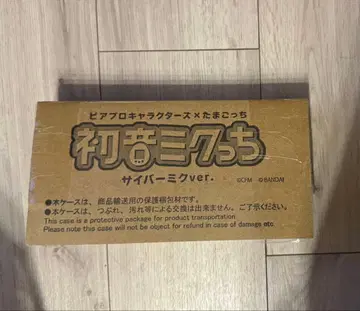 ピアプロキャラクターズ×たまごっち
初音ミクっち
サイバーミクver.
©CFM ©BANDAI
●本ケースは、商品輸送用の保護梱包材です。
●本ケースは、つぶれ、汚れ等による交換は出来ません。ご了承ください。
This case is a protective package for product transportation.
Please note this case will not be object for refund in case of damage etc.